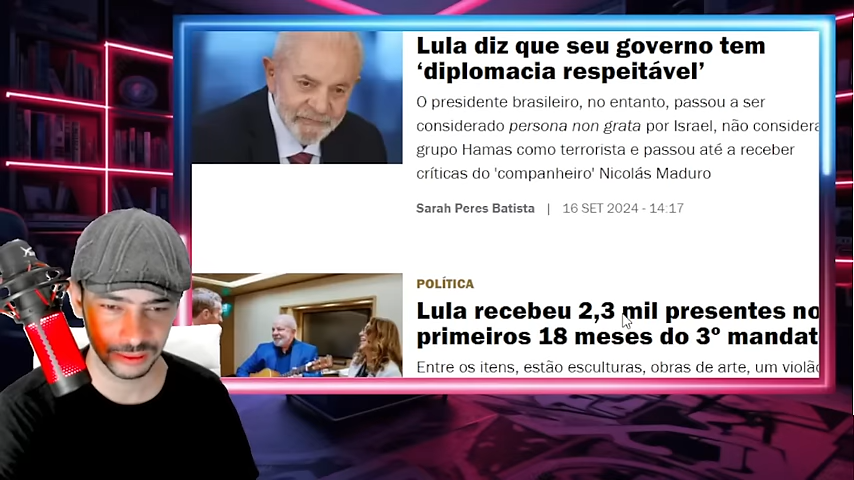 Lula diz que seu governo tem
‘diplomacia respeitável’
O presidente brasileiro, no entanto, passou a ser
considerado persona non grata por Israel, não considera
grupo Hamas como terrorista e passou até a receber
críticas do 'companheiro' Nicolás Maduro
Sarah Peres Batista | 16 SET 2024 - 14:17
POLÍTICA
Lula recebeu 2,3 mil presentes no
primeiros 18 meses do 3º mandat
Entre os itens, estão esculturas, obras de arte, um violão